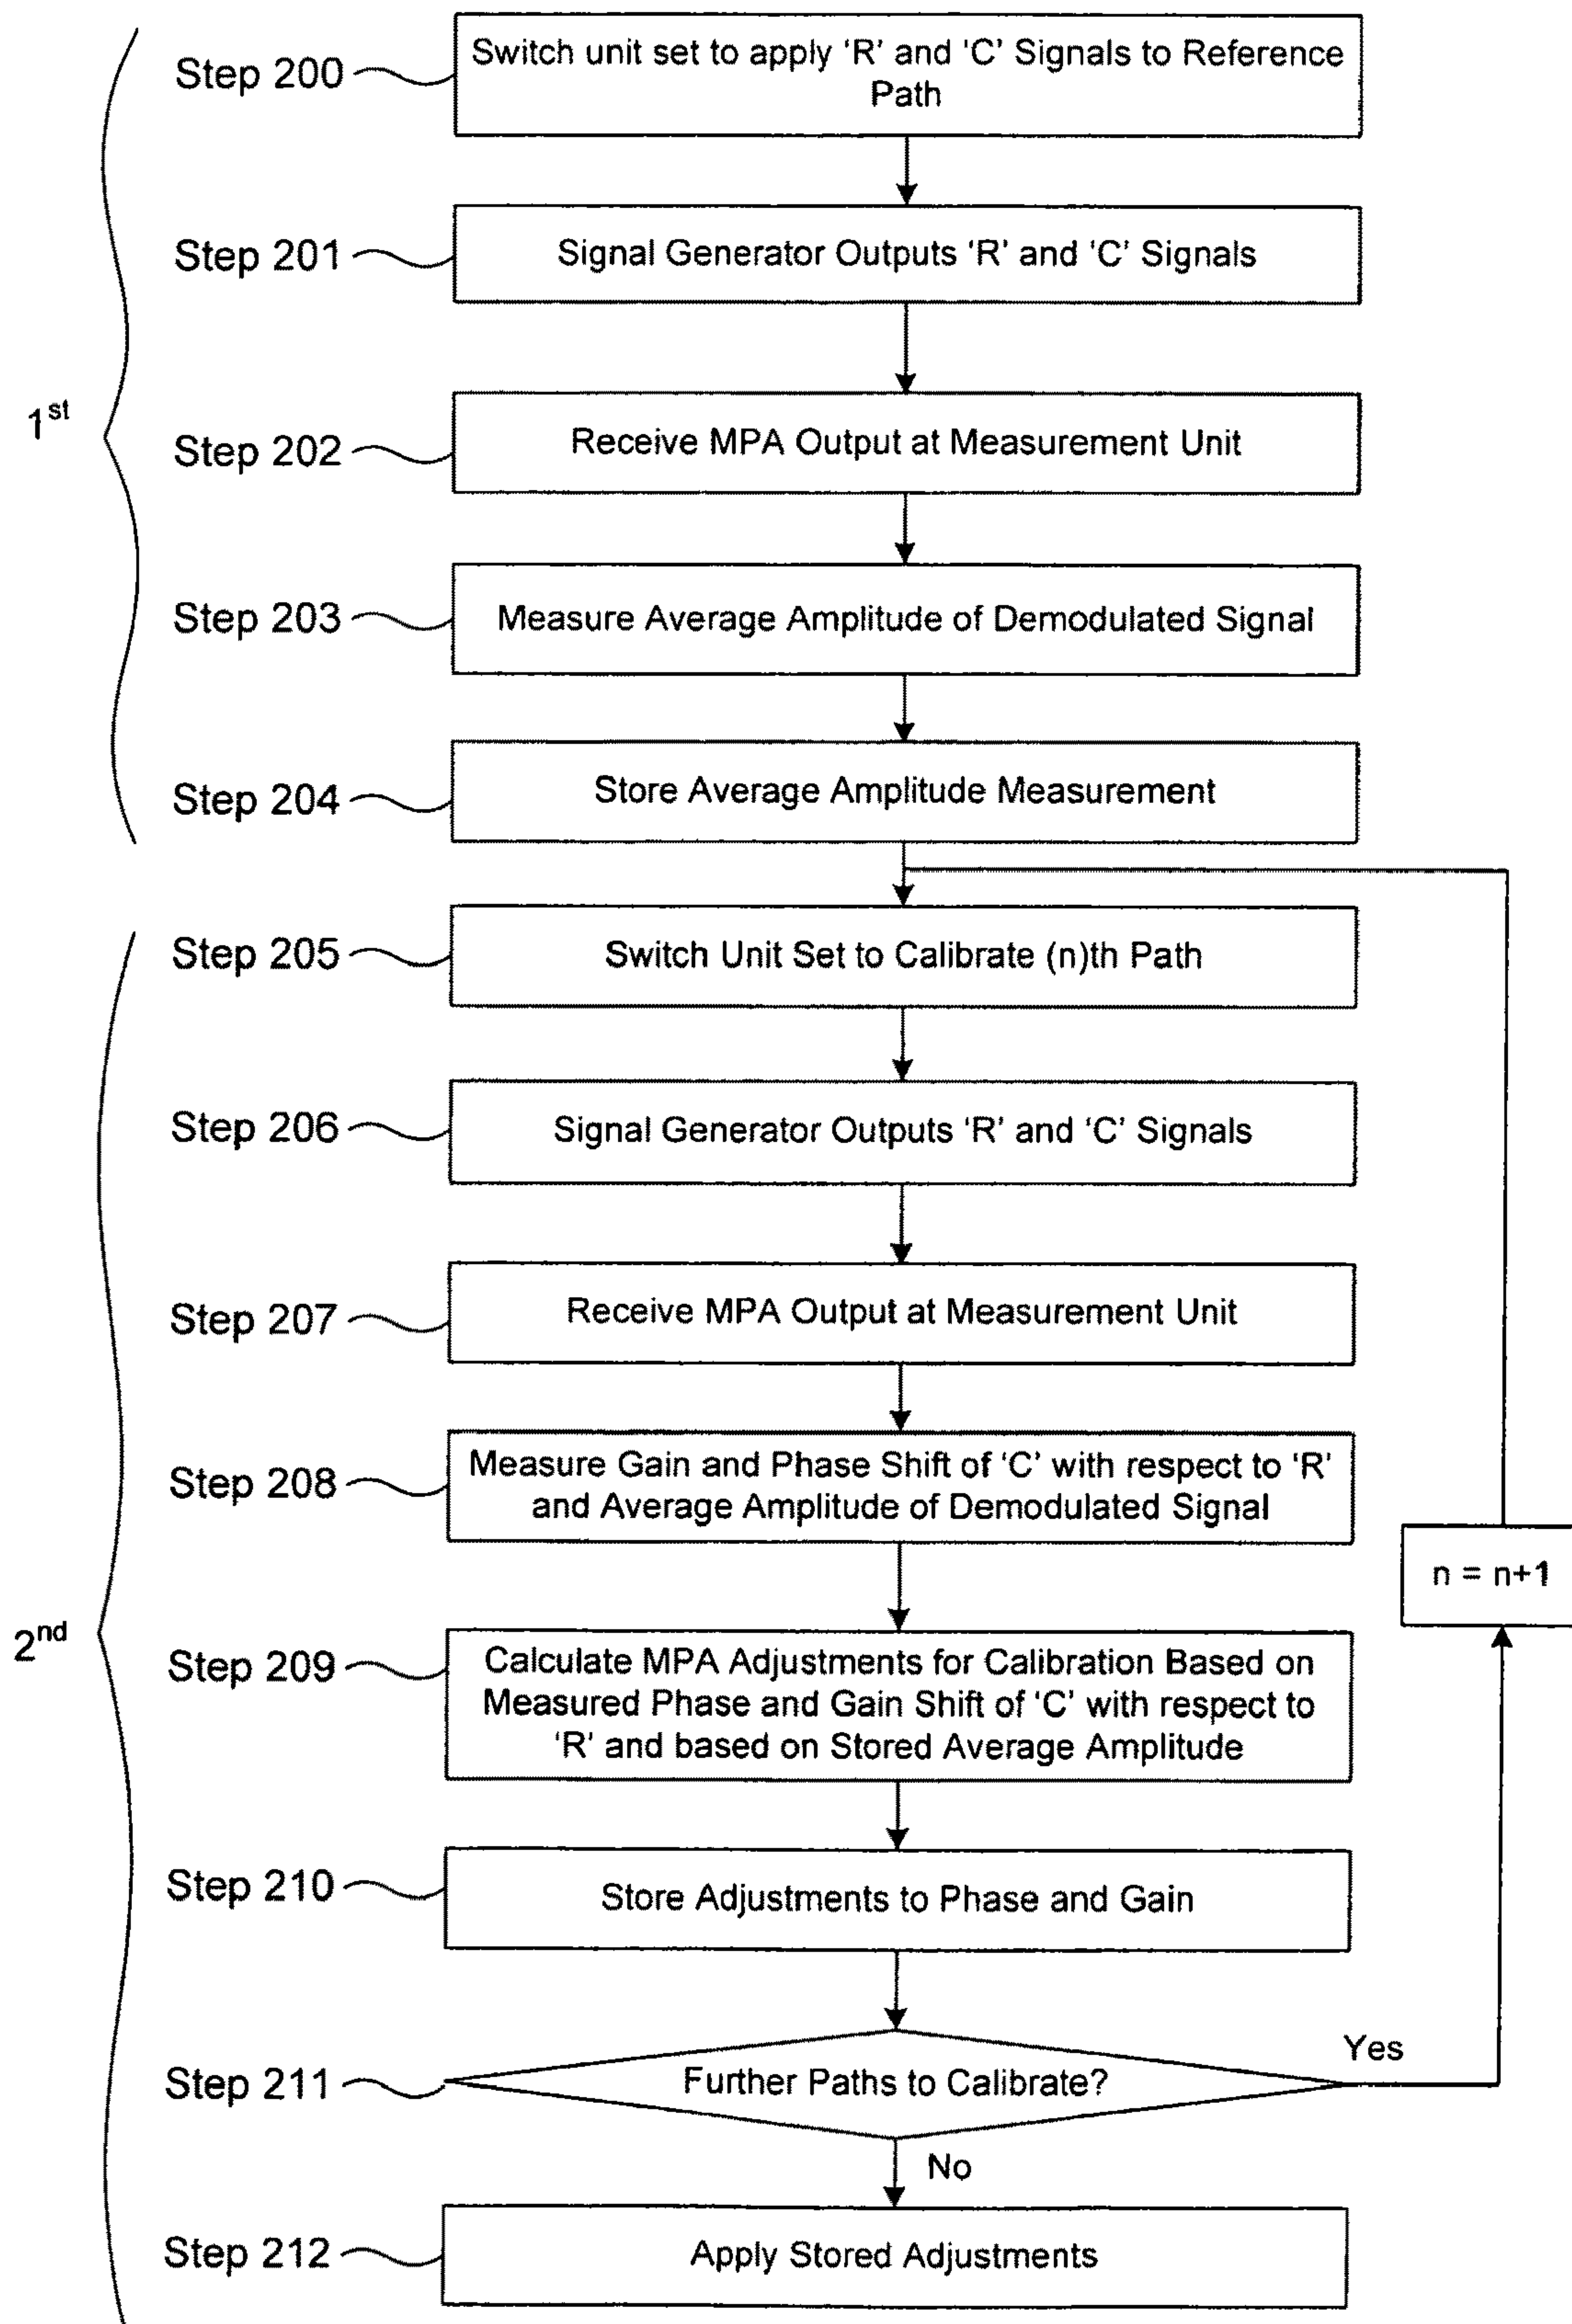 Step 200
Switch unit set to apply ‘R’ and ‘C’ Signals to Reference
Path
Step 201
Signal Generator Outputs ‘R’ and ‘C’ Signals
1st
Step 202
Receive MPA Output at Measurement Unit
Step 203
Measure Average Amplitude of Demodulated Signal
Step 204
Store Average Amplitude Measurement
Step 205
Switch Unit Set to Calibrate (n)th Path
Step 206
Signal Generator Outputs ‘R’ and ‘C’ Signals
Step 207
Receive MPA Output at Measurement Unit
Step 208
Measure Gain and Phase Shift of ‘C’ with respect to ‘R’
and Average Amplitude of Demodulated Signal
n = n+1
2nd
Step 209
Calculate MPA Adjustments for Calibration Based on
Measured Phase and Gain Shift of ‘C’ with respect to
‘R’ and based on Stored Average Amplitude
Step 210
Store Adjustments to Phase and Gain
Step 211
Further Paths to Calibrate?
Yes
No
Step 212
Apply Stored Adjustments